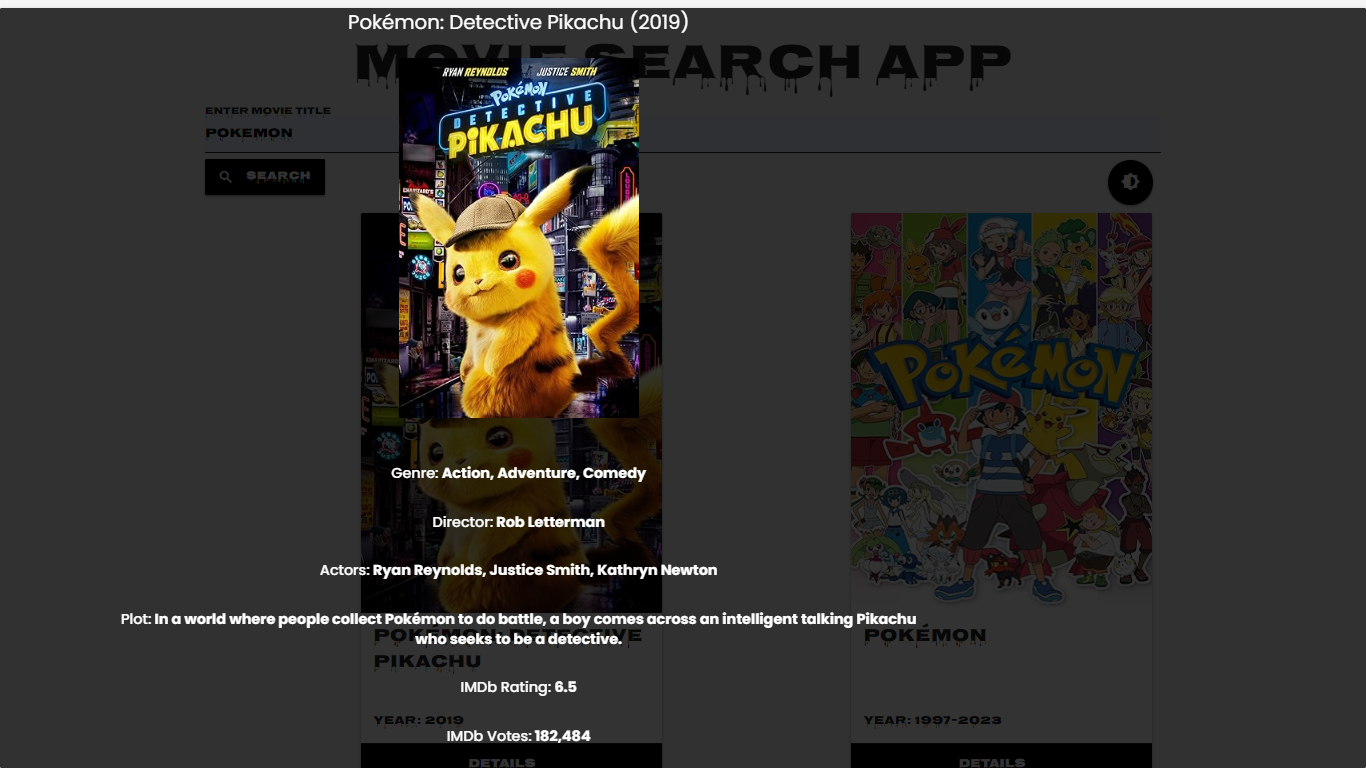 Pokémon: Detective Pikachu (2019)
MOVIE SEARCH APP
RYAN REYNOLDS JUSTICE SMITH
POKÉMON
DETECTIVE
PIKACHU
ENTER MOVIE TITLE
POKEMON
SEARCH
POKÉMON
Genre: Action, Adventure, Comedy
Director: Rob Letterman
Actors: Ryan Reynolds, Justice Smith, Kathryn Newton
Plot: In a world where people collect Pokémon to do battle, a boy comes across an intelligent talking Pikachu
who seeks to be a detective.
POKÉMON: DETECTIVE
PIKACHU
POKÉMON
IMDb Rating: 6.5
YEAR: 2019
YEAR: 1997-2023
IMDb Votes: 182,484
DETAILS
DETAILS